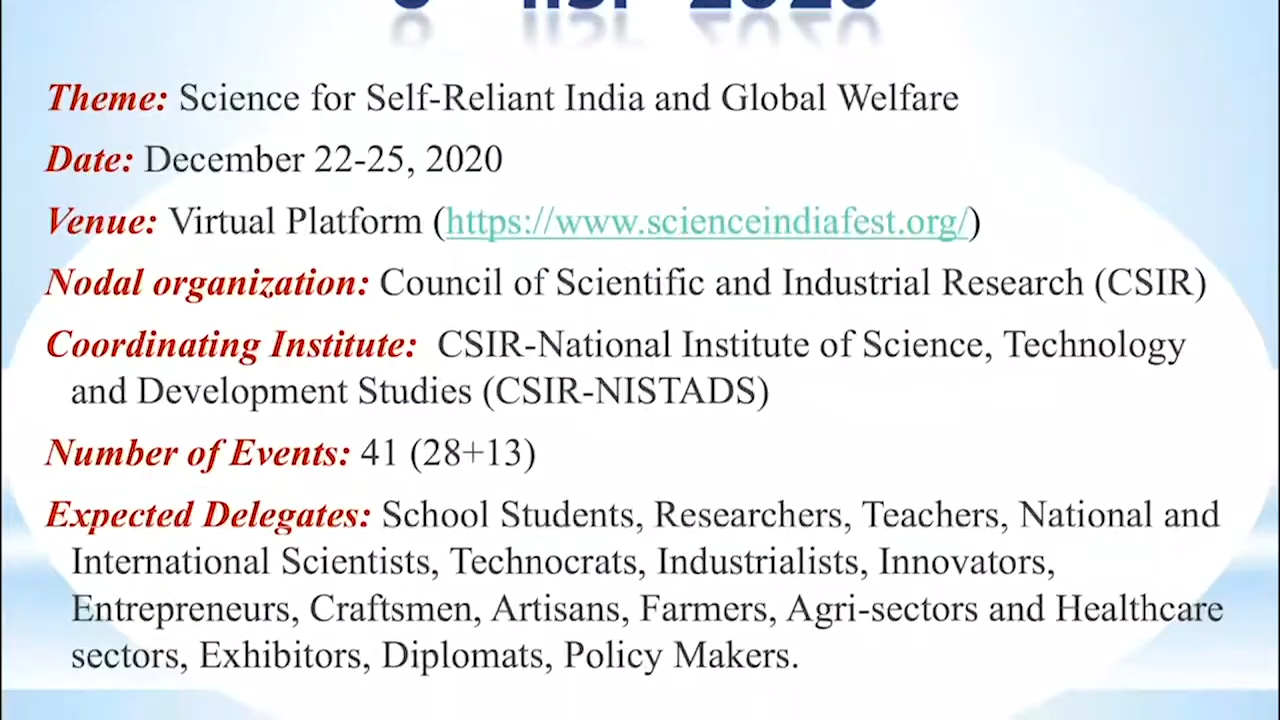 Theme: Science for Self-Reliant India and Global Welfare
Date: December 22-25, 2020
Venue: Virtual Platform (https://www.scienceindiafest.org/)
Nodal organization: Council of Scientific and Industrial Research (CSIR)
Coordinating Institute: CSIR-National Institute of Science, Technology
and Development Studies (CSIR-NISTADS)
Number of Events: 41 (28+13)
Expected Delegates: School Students, Researchers, Teachers, National and
International Scientists, Technocrats, Industrialists, Innovators,
Entrepreneurs, Craftsmen, Artisans, Farmers, Agri-sectors and Healthcare
sectors, Exhibitors, Diplomats, Policy Makers.